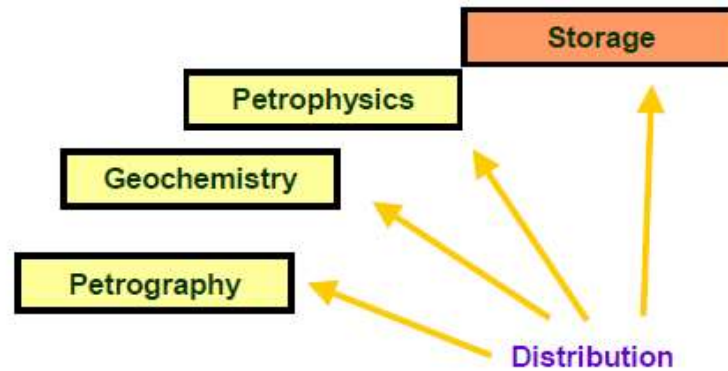 Storage
Petrophysics
Geochemistry
Petrography
Distribution